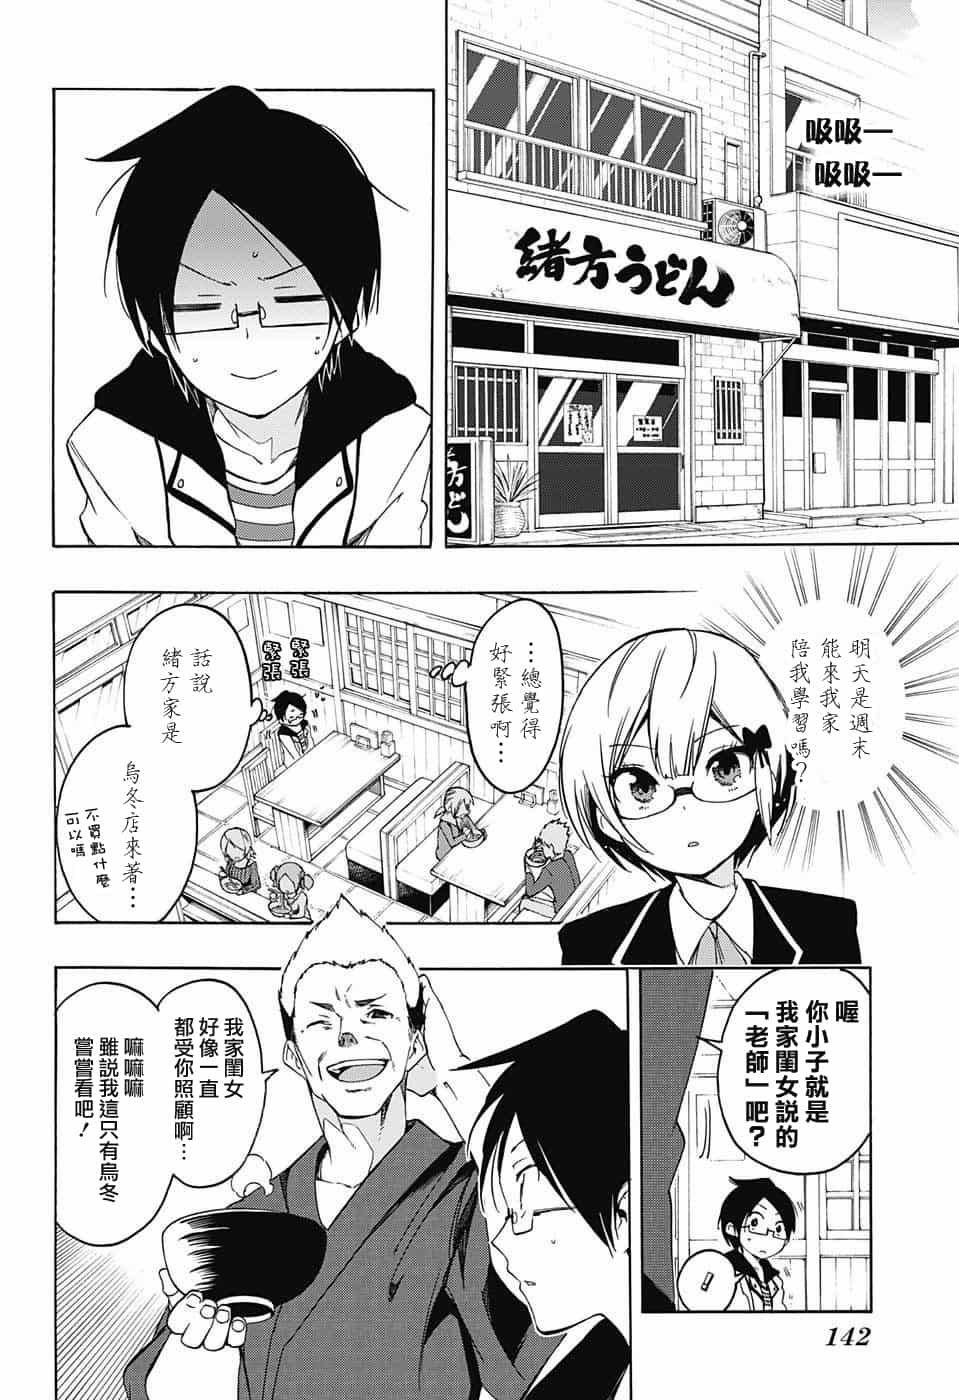 吸吸—
吸吸—
緒方うどん
方うどん
明天是週末
能來我家
陪我學習嗎？
…總覺得
好緊張啊…
緊張
緊張
話說
緒方家是
烏冬店來著…
不買點什麼
可以嗎
喔
你小子就是
我家閨女說的
「老師」吧？
！
我家閨女
好像一直
都受你照顧啊…
嘛嘛嘛
雖說我這只有烏冬
嘗嘗看吧！
142